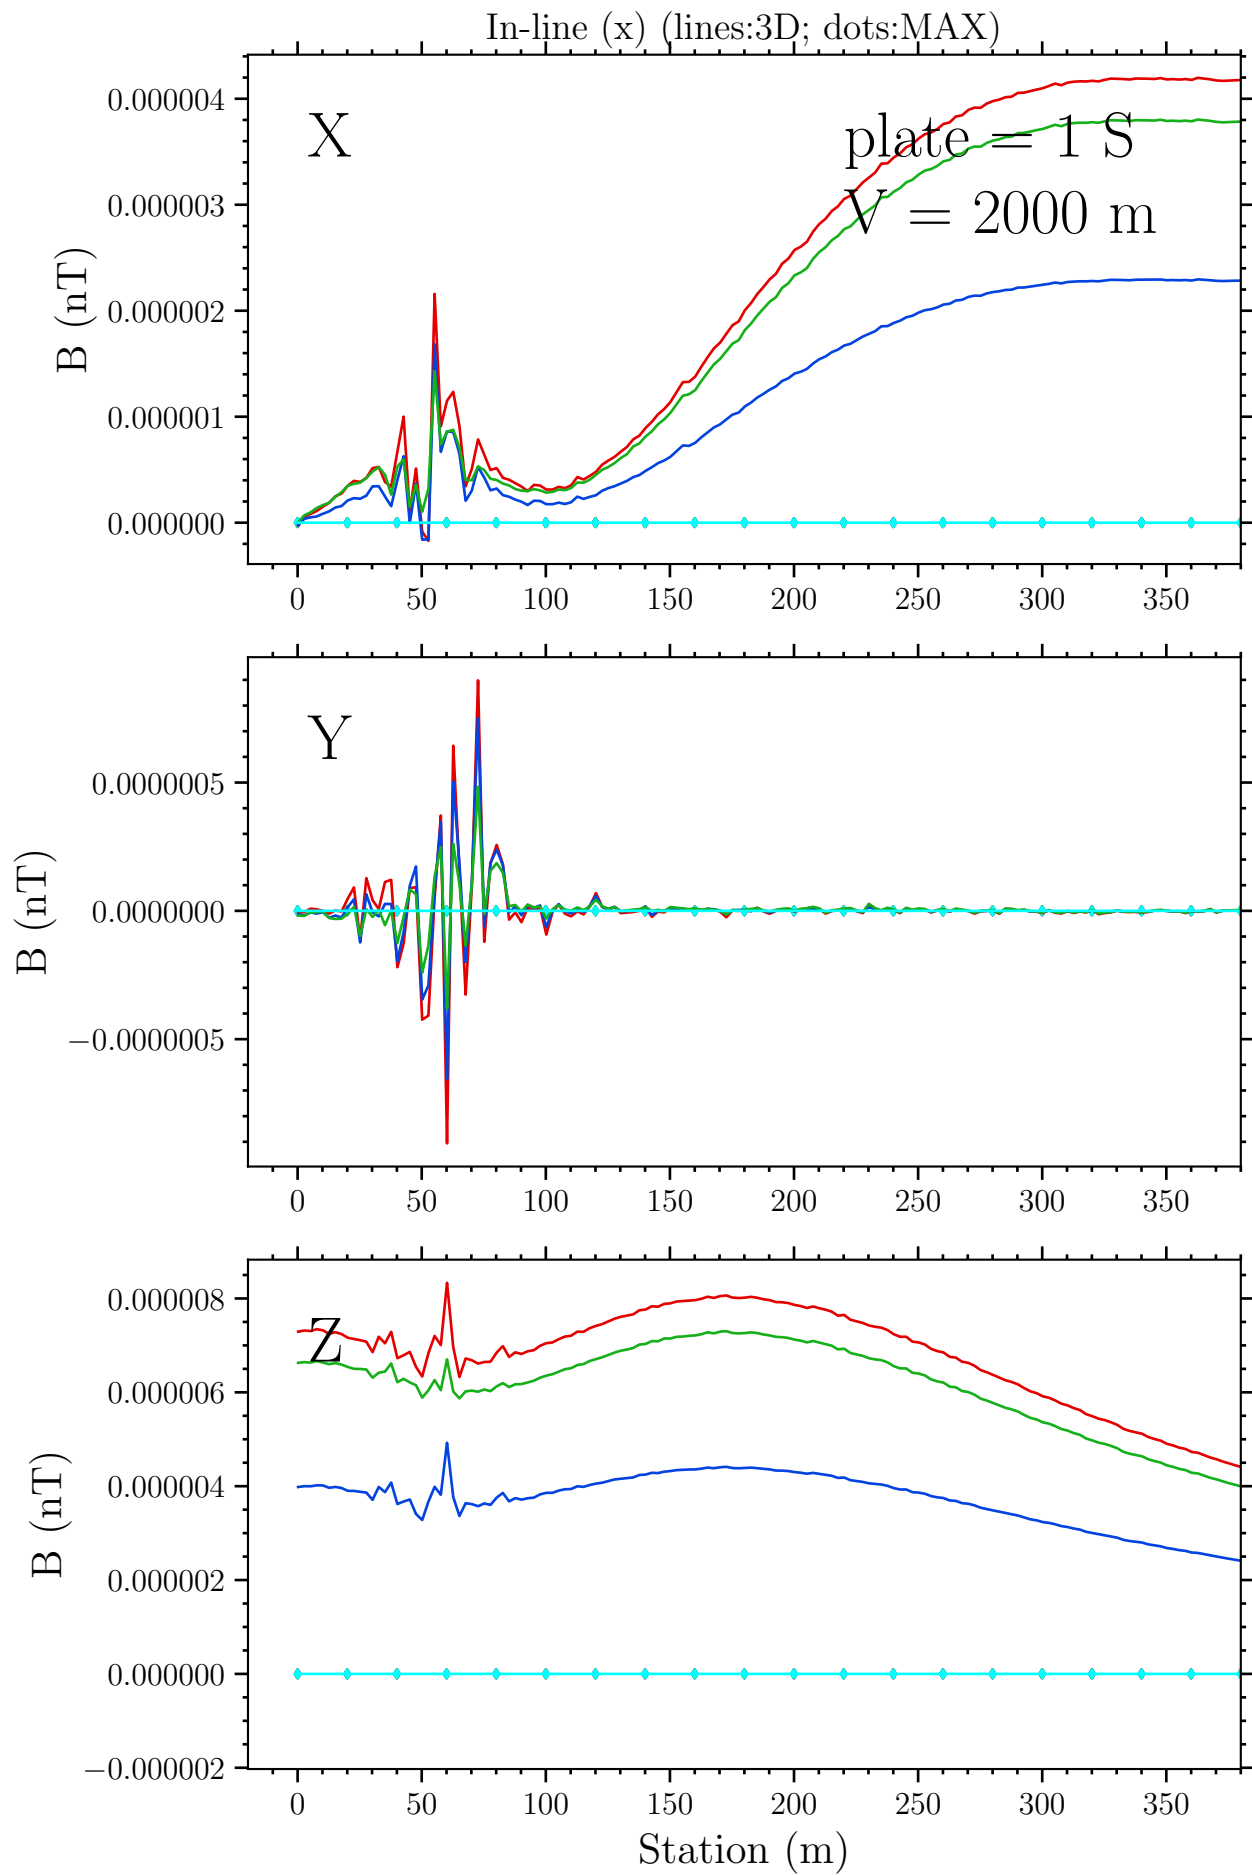 In-line (x) (lines:3D; dots:MAX)
X
plate = 1 S
V = 2000 m
B (nT)
0.000004
0.000003
0.000002
0.000001
0.000000
0 50 100 150 200 250 300 350
Y
B (nT)
0.0000005
0.0000000
−0.0000005
0 50 100 150 200 250 300 350
Z
B (nT)
0.000008
0.000006
0.000004
0.000002
0.000000
−0.000002
0 50 100 150 200 250 300 350
Station (m)